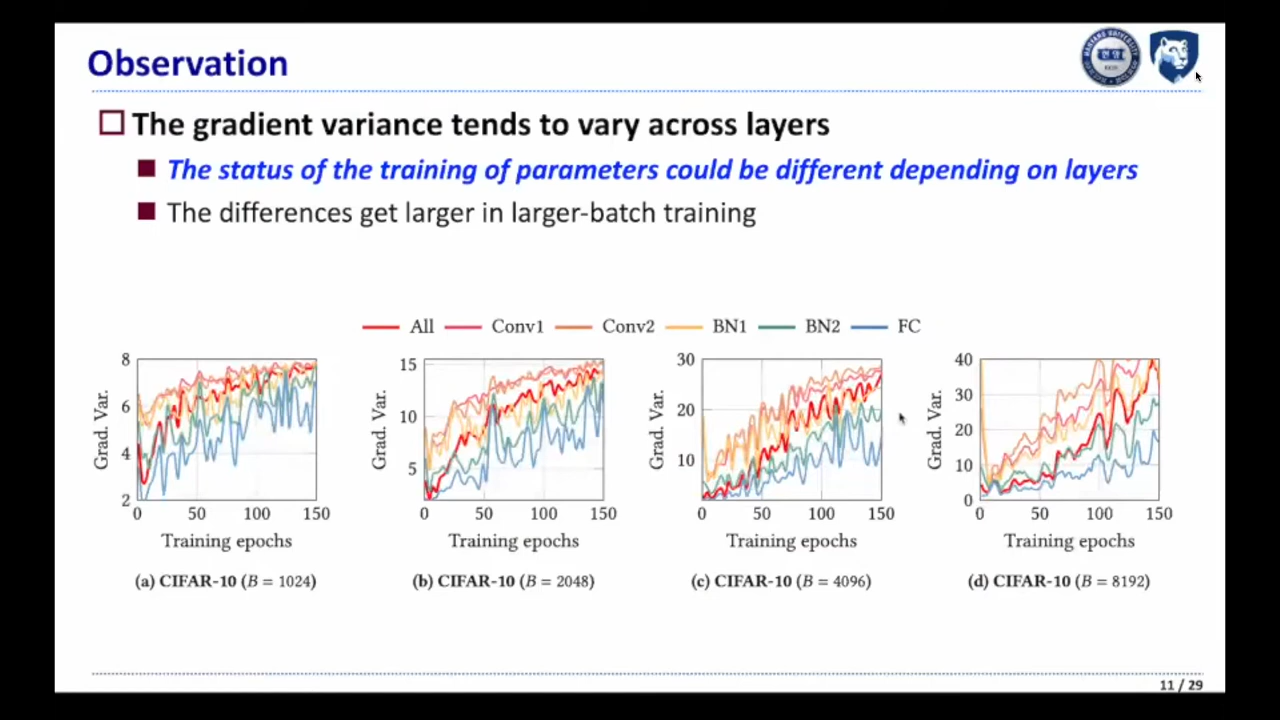 Observation
The gradient variance tends to vary across layers
The status of the training of parameters could be different depending on layers
The differences get larger in larger-batch training
All Conv1 Conv2 BN1 BN2 FC
Grad. Var.
8
6
4
2
0 50 100 150
Training epochs
(a) CIFAR-10 (B = 1024)
Grad. Var.
15
10
5
0 50 100 150
Training epochs
(b) CIFAR-10 (B = 2048)
Grad. Var.
30
20
10
0 50 100 150
Training epochs
(c) CIFAR-10 (B = 4096)
Grad. Var.
40
30
20
10
0
0 50 100 150
Training epochs
(d) CIFAR-10 (B = 8192)
11 / 29